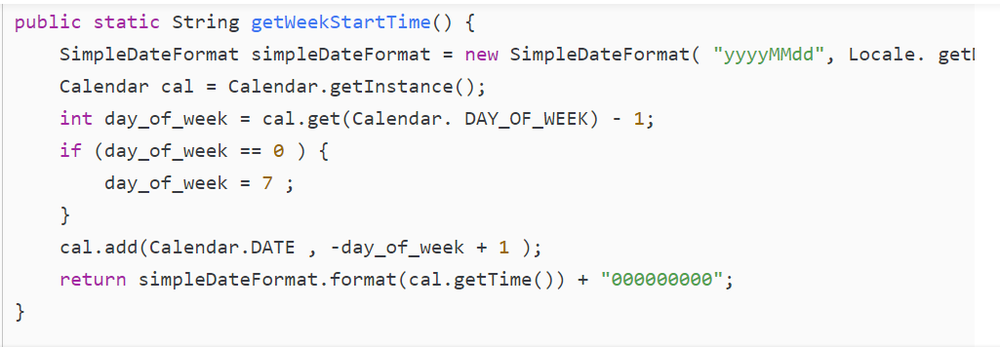 public static String getWeekStartTime() {
SimpleDateFormat simpleDateFormat = new SimpleDateFormat( "yyyyMMdd", Locale. get
Calendar cal = Calendar.getInstance();
int day_of_week = cal.get(Calendar. DAY_OF_WEEK) - 1;
if (day_of_week == 0 ) {
day_of_week = 7 ;
}
cal.add(Calendar.DATE , -day_of_week + 1 );
return simpleDateFormat.format(cal.getTime()) + "000000000";
}